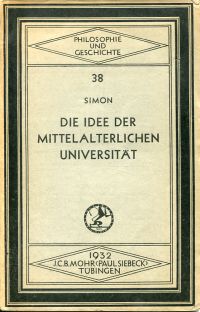 PHILOSOPHIE
UND
GESCHICHTE
38
SIMON
DIE IDEE DER
MITTELALTERLICHEN
UNIVERSITÄT
1932
J.C.B.MOHR<PAUL SIEBECK>
TÜBINGEN